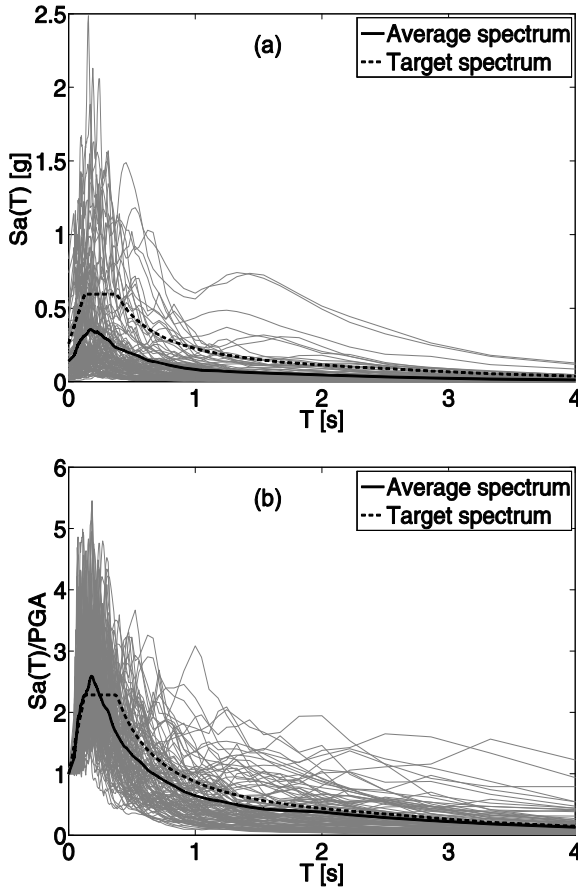 2.5
(a)
Average spectrum
Target spectrum
2
1.5
1
0.5
0
Sa(T) [g]
0 1 2 3 4
T [s]
6
(b)
Average spectrum
Target spectrum
5
4
3
2
1
0
Sa(T)/PGA
0 1 2 3 4
T [s]